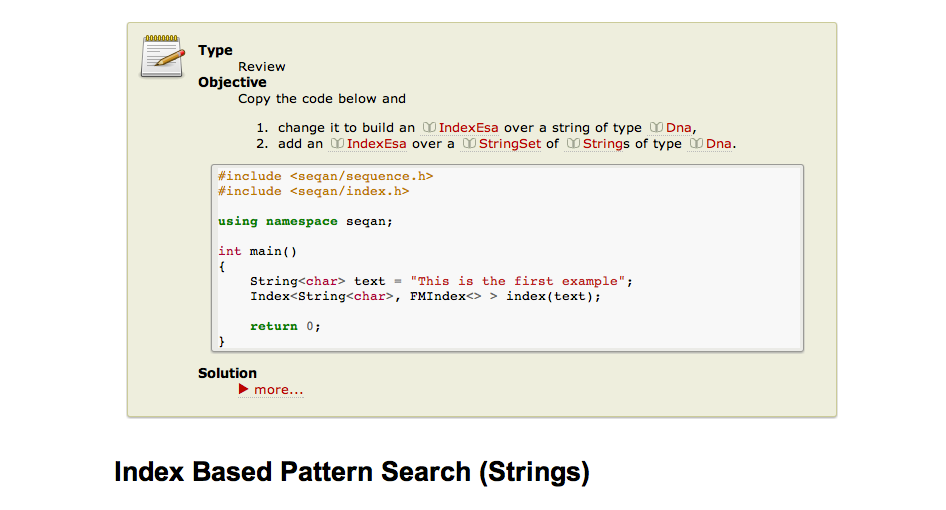 Type
Review
Objective
Copy the code below and
1. change it to build an IndexEsa over a string of type Dna,
2. add an IndexEsa over a StringSet of Strings of type Dna.
#include <seqan/sequence.h>
#include <seqan/index.h>
using namespace seqan;
int main()
{
    String<char> text = "This is the first example";
    Index<String<char>, FMIndex<> > index(text);
    return 0;
}
Solution
more...
Index Based Pattern Search (Strings)